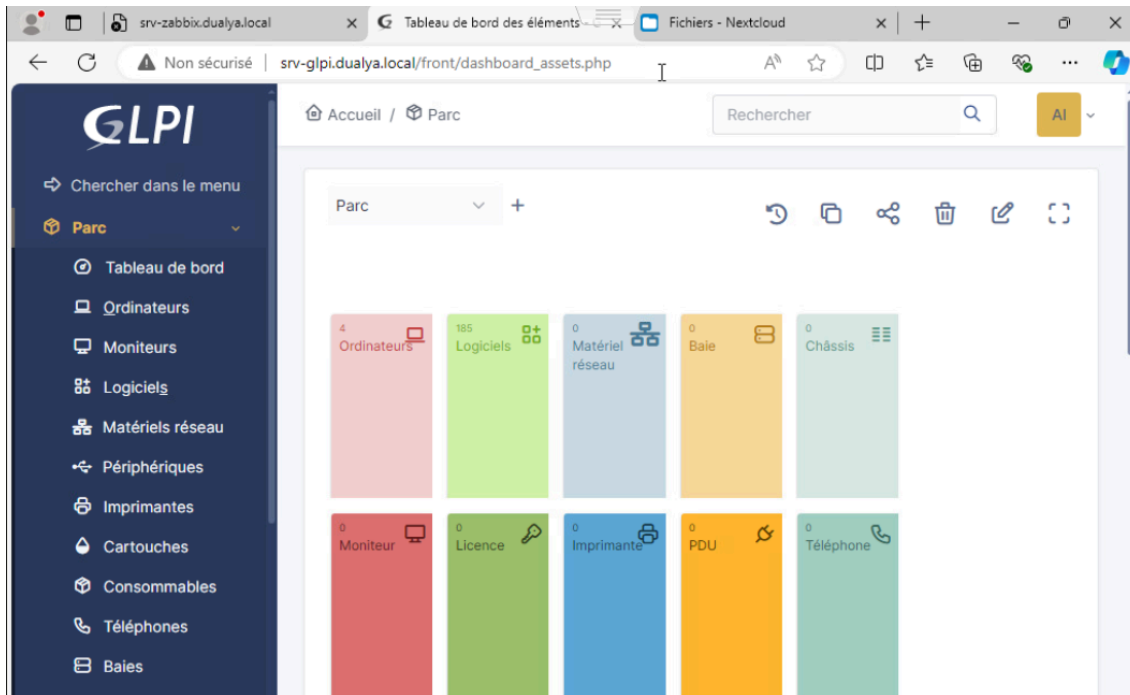 srv-zabbix.dualya.local
Tableau de bord des éléments -
Fichiers - Nextcloud
Non sécurisé
srv-glpi.dualya.local/front/dashboard_assets.php
GLPI
Accueil / Parc
Rechercher
AI
Chercher dans le menu
Parc
Tableau de bord
Ordinateurs
Moniteurs
Logiciels
Matériels réseau
Périphériques
Imprimantes
Cartouches
Consommables
Téléphones
Baies
Parc
4
Ordinateurs
185
Logiciels
0
Matériel
réseau
0
Baie
0
Châssis
0
Moniteur
0
Licence
0
Imprimante
0
PDU
0
Téléphone